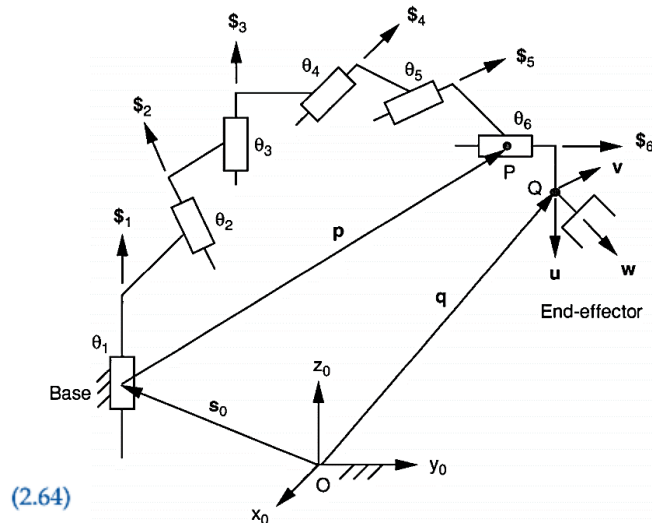 $3
$4
θ4
$5
θ5
$2
θ6
θ3
$6
P
v
Q
θ2
$1
p
u
w
q
End-effector
θ1
z0
Base
s0
y0
O
(2.64)
x0